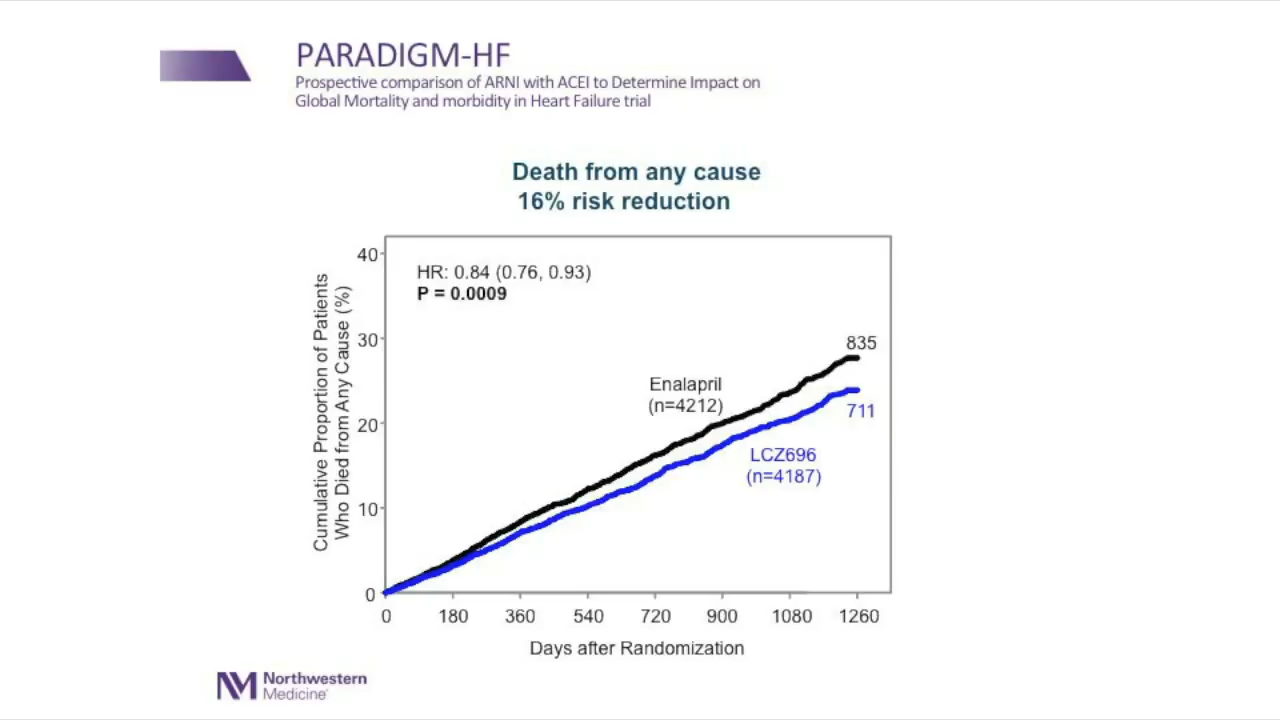 PARADIGM-HF
Prospective comparison of ARNI with ACEI to Determine Impact on
Global Mortality and morbidity in Heart Failure trial
Death from any cause
16% risk reduction
Cumulative Proportion of Patients
Who Died from Any Cause (%)
40
30
20
10
0
HR: 0.84 (0.76, 0.93)
P = 0.0009
835
Enalapril
(n=4212)
711
LCZ696
(n=4187)
0 180 360 540 720 900 1080 1260
Days after Randomization
NM Northwestern
Medicine